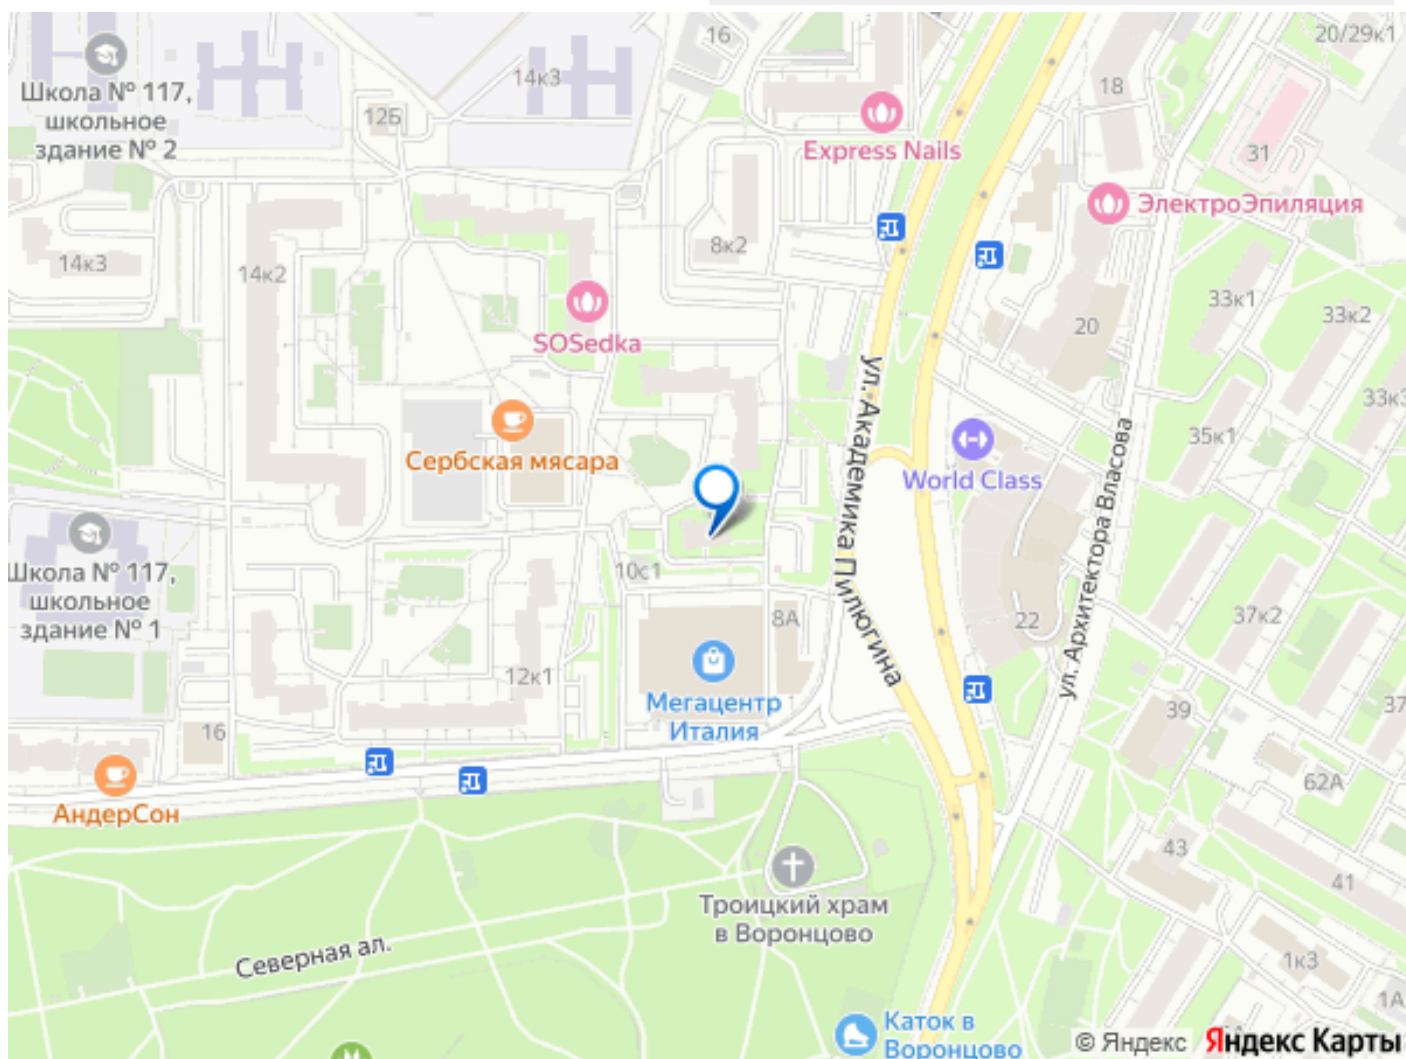 16
20/29к1
14к3
18
Школа № 117,
школьное
здание № 2
12Б
Express Nails
31
ЭлектроЭпиляция
14к3
14к2
8к2
33к1
33к2
20
SOSedka
ул. Академика Пилюгина
33к3
35к1
Сербская мясара
World Class
ул. Архитектора Власова
Школа № 117,
школьное
здание № 1
10с1
8А
22
37к2
12к1
Мегацентр
Италия
39
37
16
62А
АндерСон
43
41
Троицкий храм
в Воронцово
Северная ал.
1к3
1А
Каток в
Воронцово
© Яндекс Яндекс Карты